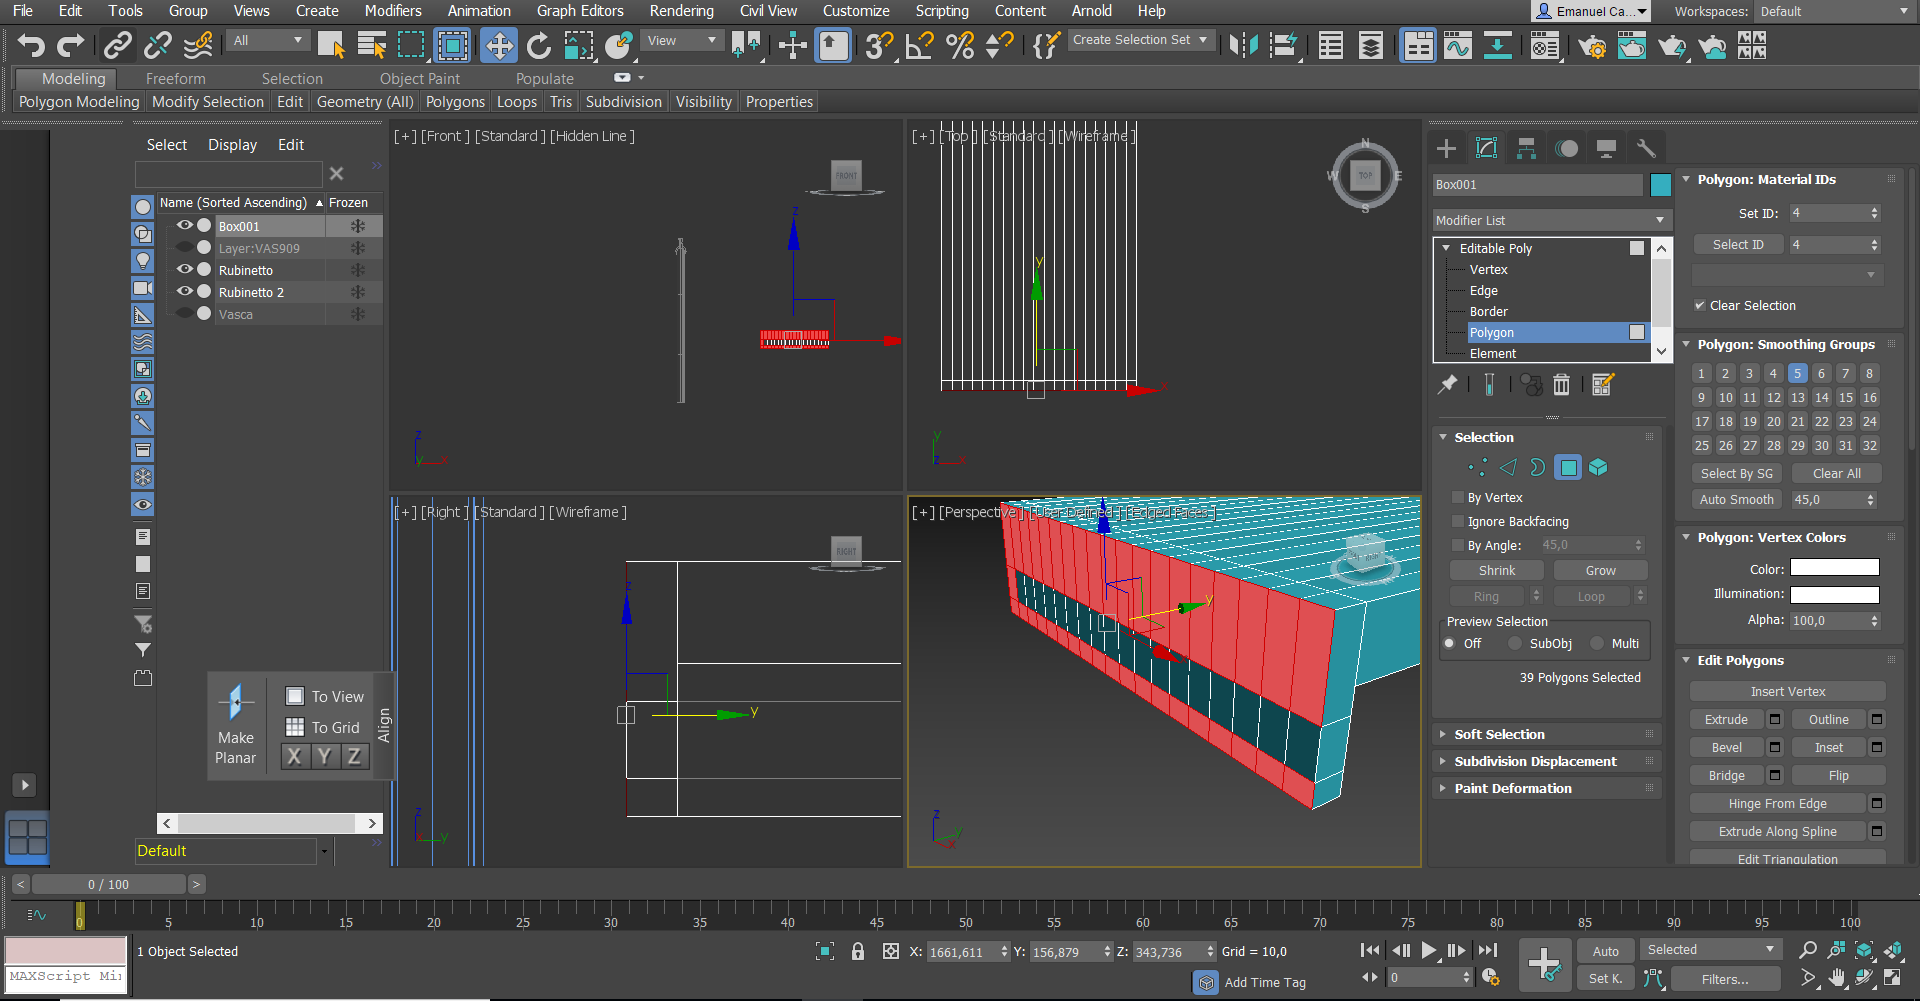 File Edit Tools Group Views Create Modifiers Animation Graph Editors Rendering Civil View Customize Scripting Content Arnold Help
Emanuel Ca... Workspaces: Default
All View Create Selection Set
Modeling Freeform Selection Object Paint Populate
Polygon Modeling Modify Selection Edit Geometry (All) Polygons Loops Tris Subdivision Visibility Properties
Select Display Edit
Name (Sorted Ascending) Frozen
Box001
Layer:VAS909
Rubinetto
Rubinetto 2
Vasca
Make
Planar
To View
To Grid
X Y Z
Align
Default
[+] [Front ] [Standard ] [Hidden Line ]
FRONT
z
z
y x
[+] [Top ] [Standard ] [Wireframe ]
N
W TOP E
S
y
x
y
z x
[+] [Right ] [Standard ] [Wireframe ]
RIGHT
z
y
z
x y
[+] [Perspective ] [User Defined ] [Edged Faces ]
y
z
y
x
Box001
Modifier List
Editable Poly
Vertex
Edge
Border
Polygon
Element
Selection
By Vertex
Ignore Backfacing
By Angle: 45,0
Shrink Grow
Ring Loop
Preview Selection
Off SubObj Multi
39 Polygons Selected
Soft Selection
Subdivision Displacement
Paint Deformation
Polygon: Material IDs
Set ID: 4
Select ID 4
Clear Selection
Polygon: Smoothing Groups
1 2 3 4 5 6 7 8
9 10 11 12 13 14 15 16
17 18 19 20 21 22 23 24
25 26 27 28 29 30 31 32
Select By SG Clear All
Auto Smooth 45,0
Polygon: Vertex Colors
Color:
Illumination:
Alpha: 100,0
Edit Polygons
Insert Vertex
Extrude Outline
Bevel Inset
Bridge Flip
Hinge From Edge
Extrude Along Spline
Edit Triangulation
< 0 / 100 >
0 5 10 15 20 25 30 35 40 45 50 55 60 65 70 75 80 85 90 95 100
1 Object Selected X: 1661,611 Y: 156,879 Z: 343,736 Grid = 10,0
Auto Selected
MAXScript Mi
Add Time Tag
0
Set K. Filters...